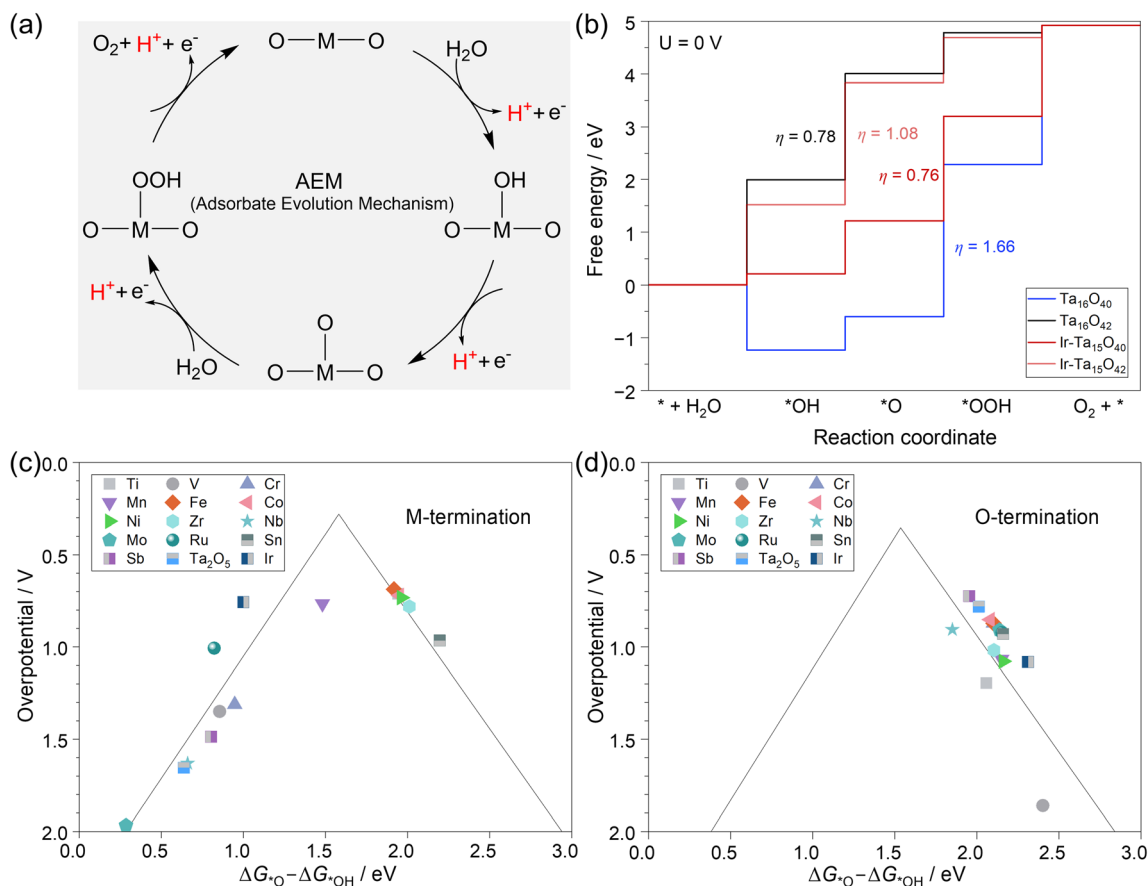 (a)
O₂ + H⁺ + e⁻
O M O
H₂O
H⁺ + e⁻
OOH
O M O
AEM
(Adsorbate Evolution Mechanism)
OH
O M O
H⁺ + e⁻
H₂O
O
O M O
H⁺ + e⁻
(b)
U = 0 V
5
4
3
2
1
0
−1
−2
Free energy / eV
η = 0.78
η = 1.08
η = 0.76
η = 1.66
Ta₁₆O₄₀
Ta₁₆O₄₂
Ir-Ta₁₅O₄₀
Ir-Ta₁₅O₄₂
* + H₂O *OH *O *OOH O₂ + *
Reaction coordinate
(c)
0.0
0.5
1.0
1.5
2.0
Overpotential / V
Ti V Cr
Mn Fe Co
Ni Zr Nb
Mo Ru Sn
Sb Ta₂O₅ Ir
M-termination
0.0 0.5 1.0 1.5 2.0 2.5 3.0
ΔG*O−ΔG*OH / eV
(d)
0.0
0.5
1.0
1.5
2.0
Overpotential / V
Ti V Cr
Mn Fe Co
Ni Zr Nb
Mo Ru Sn
Sb Ta₂O₅ Ir
O-termination
0.0 0.5 1.0 1.5 2.0 2.5 3.0
ΔG*O−ΔG*OH / eV